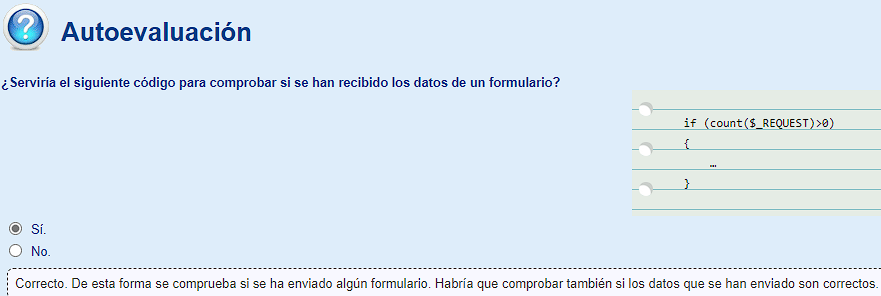 Autoevaluación
¿Serviría el siguiente código para comprobar si se han recibido los datos de un formulario?
if (count($_REQUEST)>0)
{
…
}
Sí.
No.
Correcto. De esta forma se comprueba si se ha enviado algún formulario. Habría que comprobar también si los datos que se han enviado son correctos.